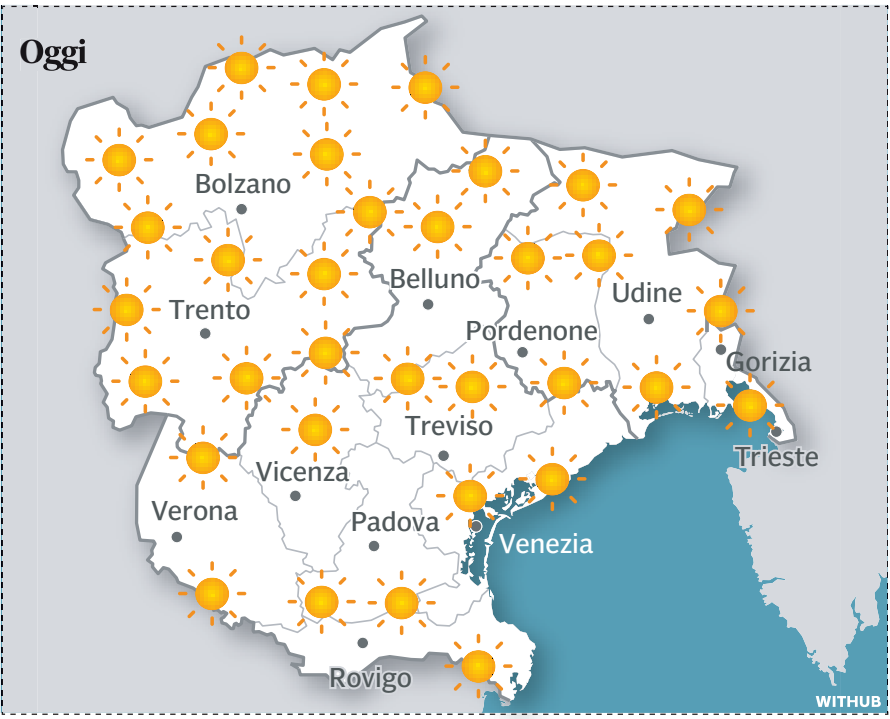 Oggi
Bolzano
Belluno
Udine
Trento
Pordenone
Gorizia
Treviso
Trieste
Vicenza
Verona
Padova
Venezia
Rovigo
WITHUB